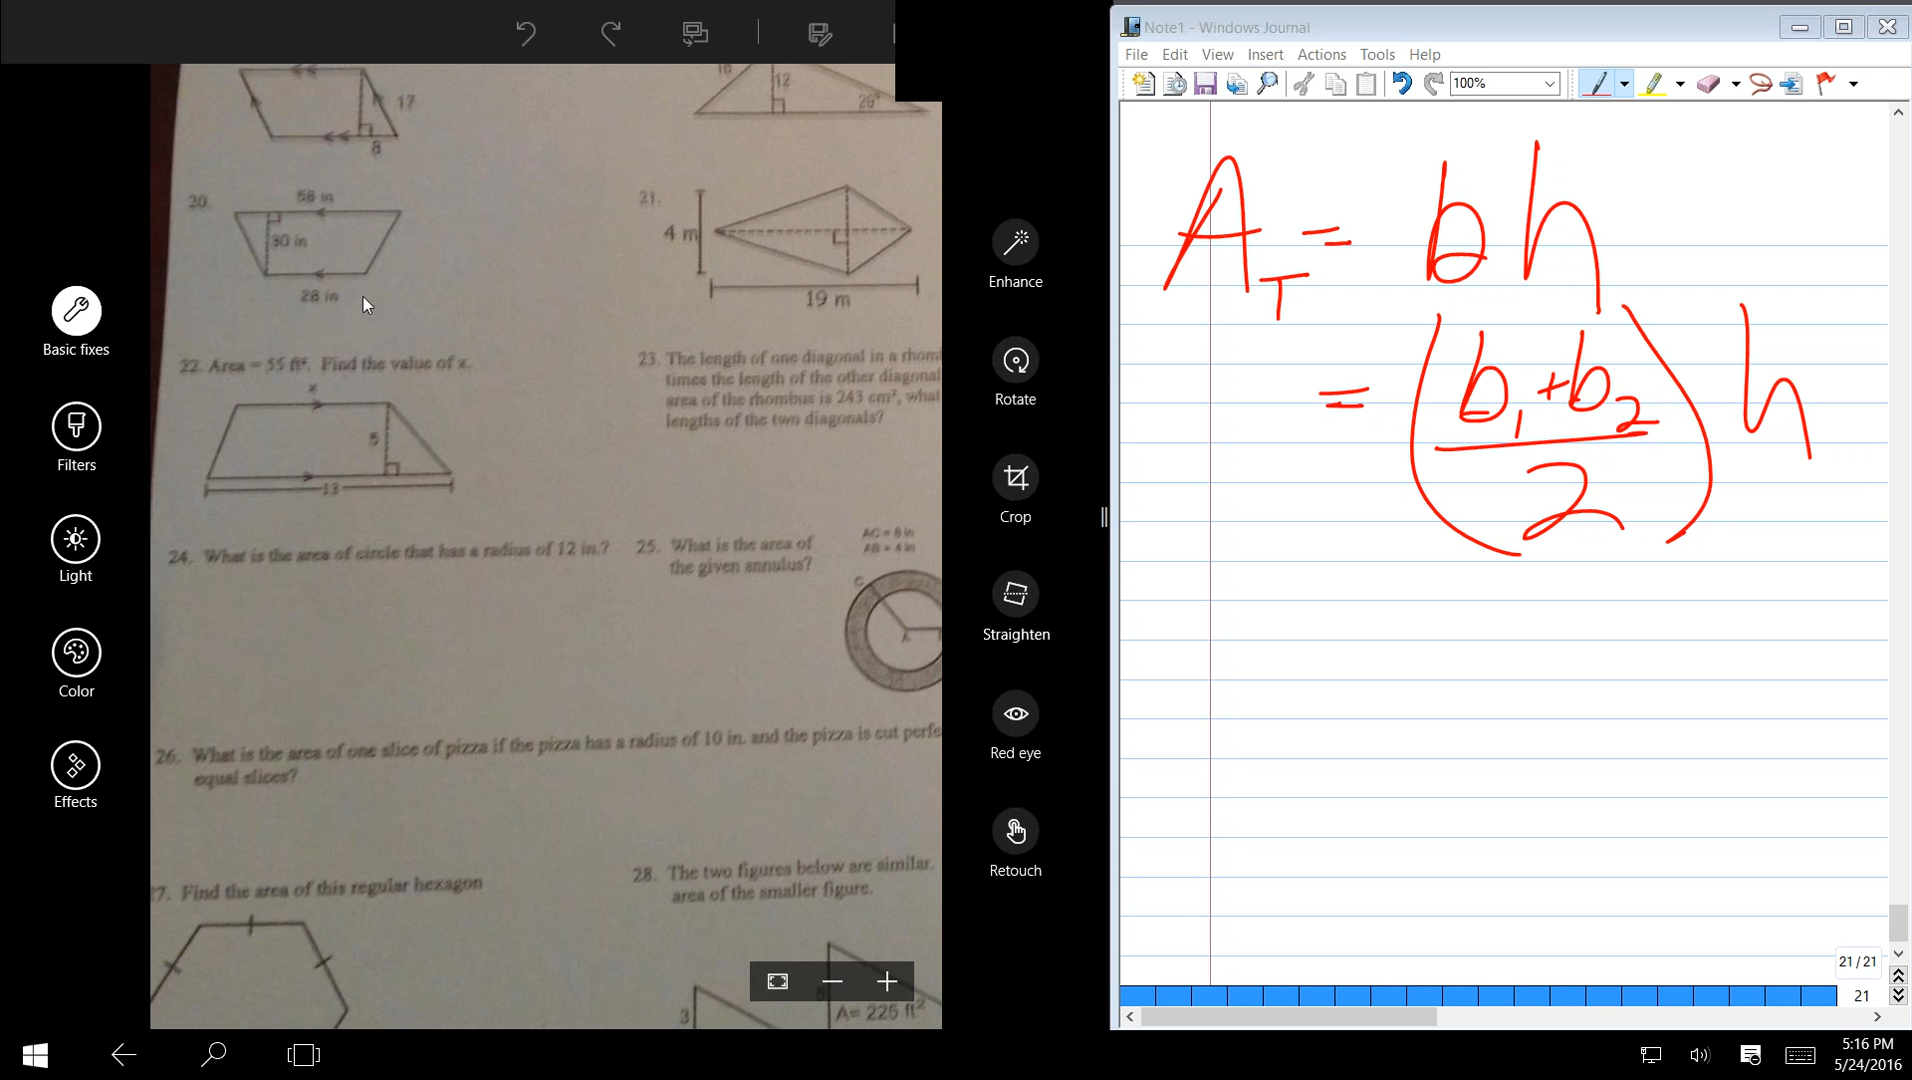 17
8
12
20°
20.
56 in
30 in
28 in
21.
4 m
19 m
22. Area = 55 ft². Find the value of x.
x
5
13
23. The length of one diagonal in a rhom
times the length of the other diagonal
area of the rhombus is 243 cm², what
lengths of the two diagonals?
24. What is the area of circle that has a radius of 12 in.?
25. What is the area of
the given annulus?
AC = 8 in
AB = 4 in
C
A
26. What is the area of one slice of pizza if the pizza has a radius of 10 in. and the pizza is cut perfe
equal slices?
7. Find the area of this regular hexagon
28. The two figures below are similar.
area of the smaller figure.
3
A= 225 ft²
Basic fixes
Filters
Light
Color
Effects
Enhance
Rotate
Crop
Straighten
Red eye
Retouch
Note1 - Windows Journal
File Edit View Insert Actions Tools Help
100%
A_T = bh
= (b₁+b₂ / 2) h
21 / 21
21
5:16 PM
5/24/2016